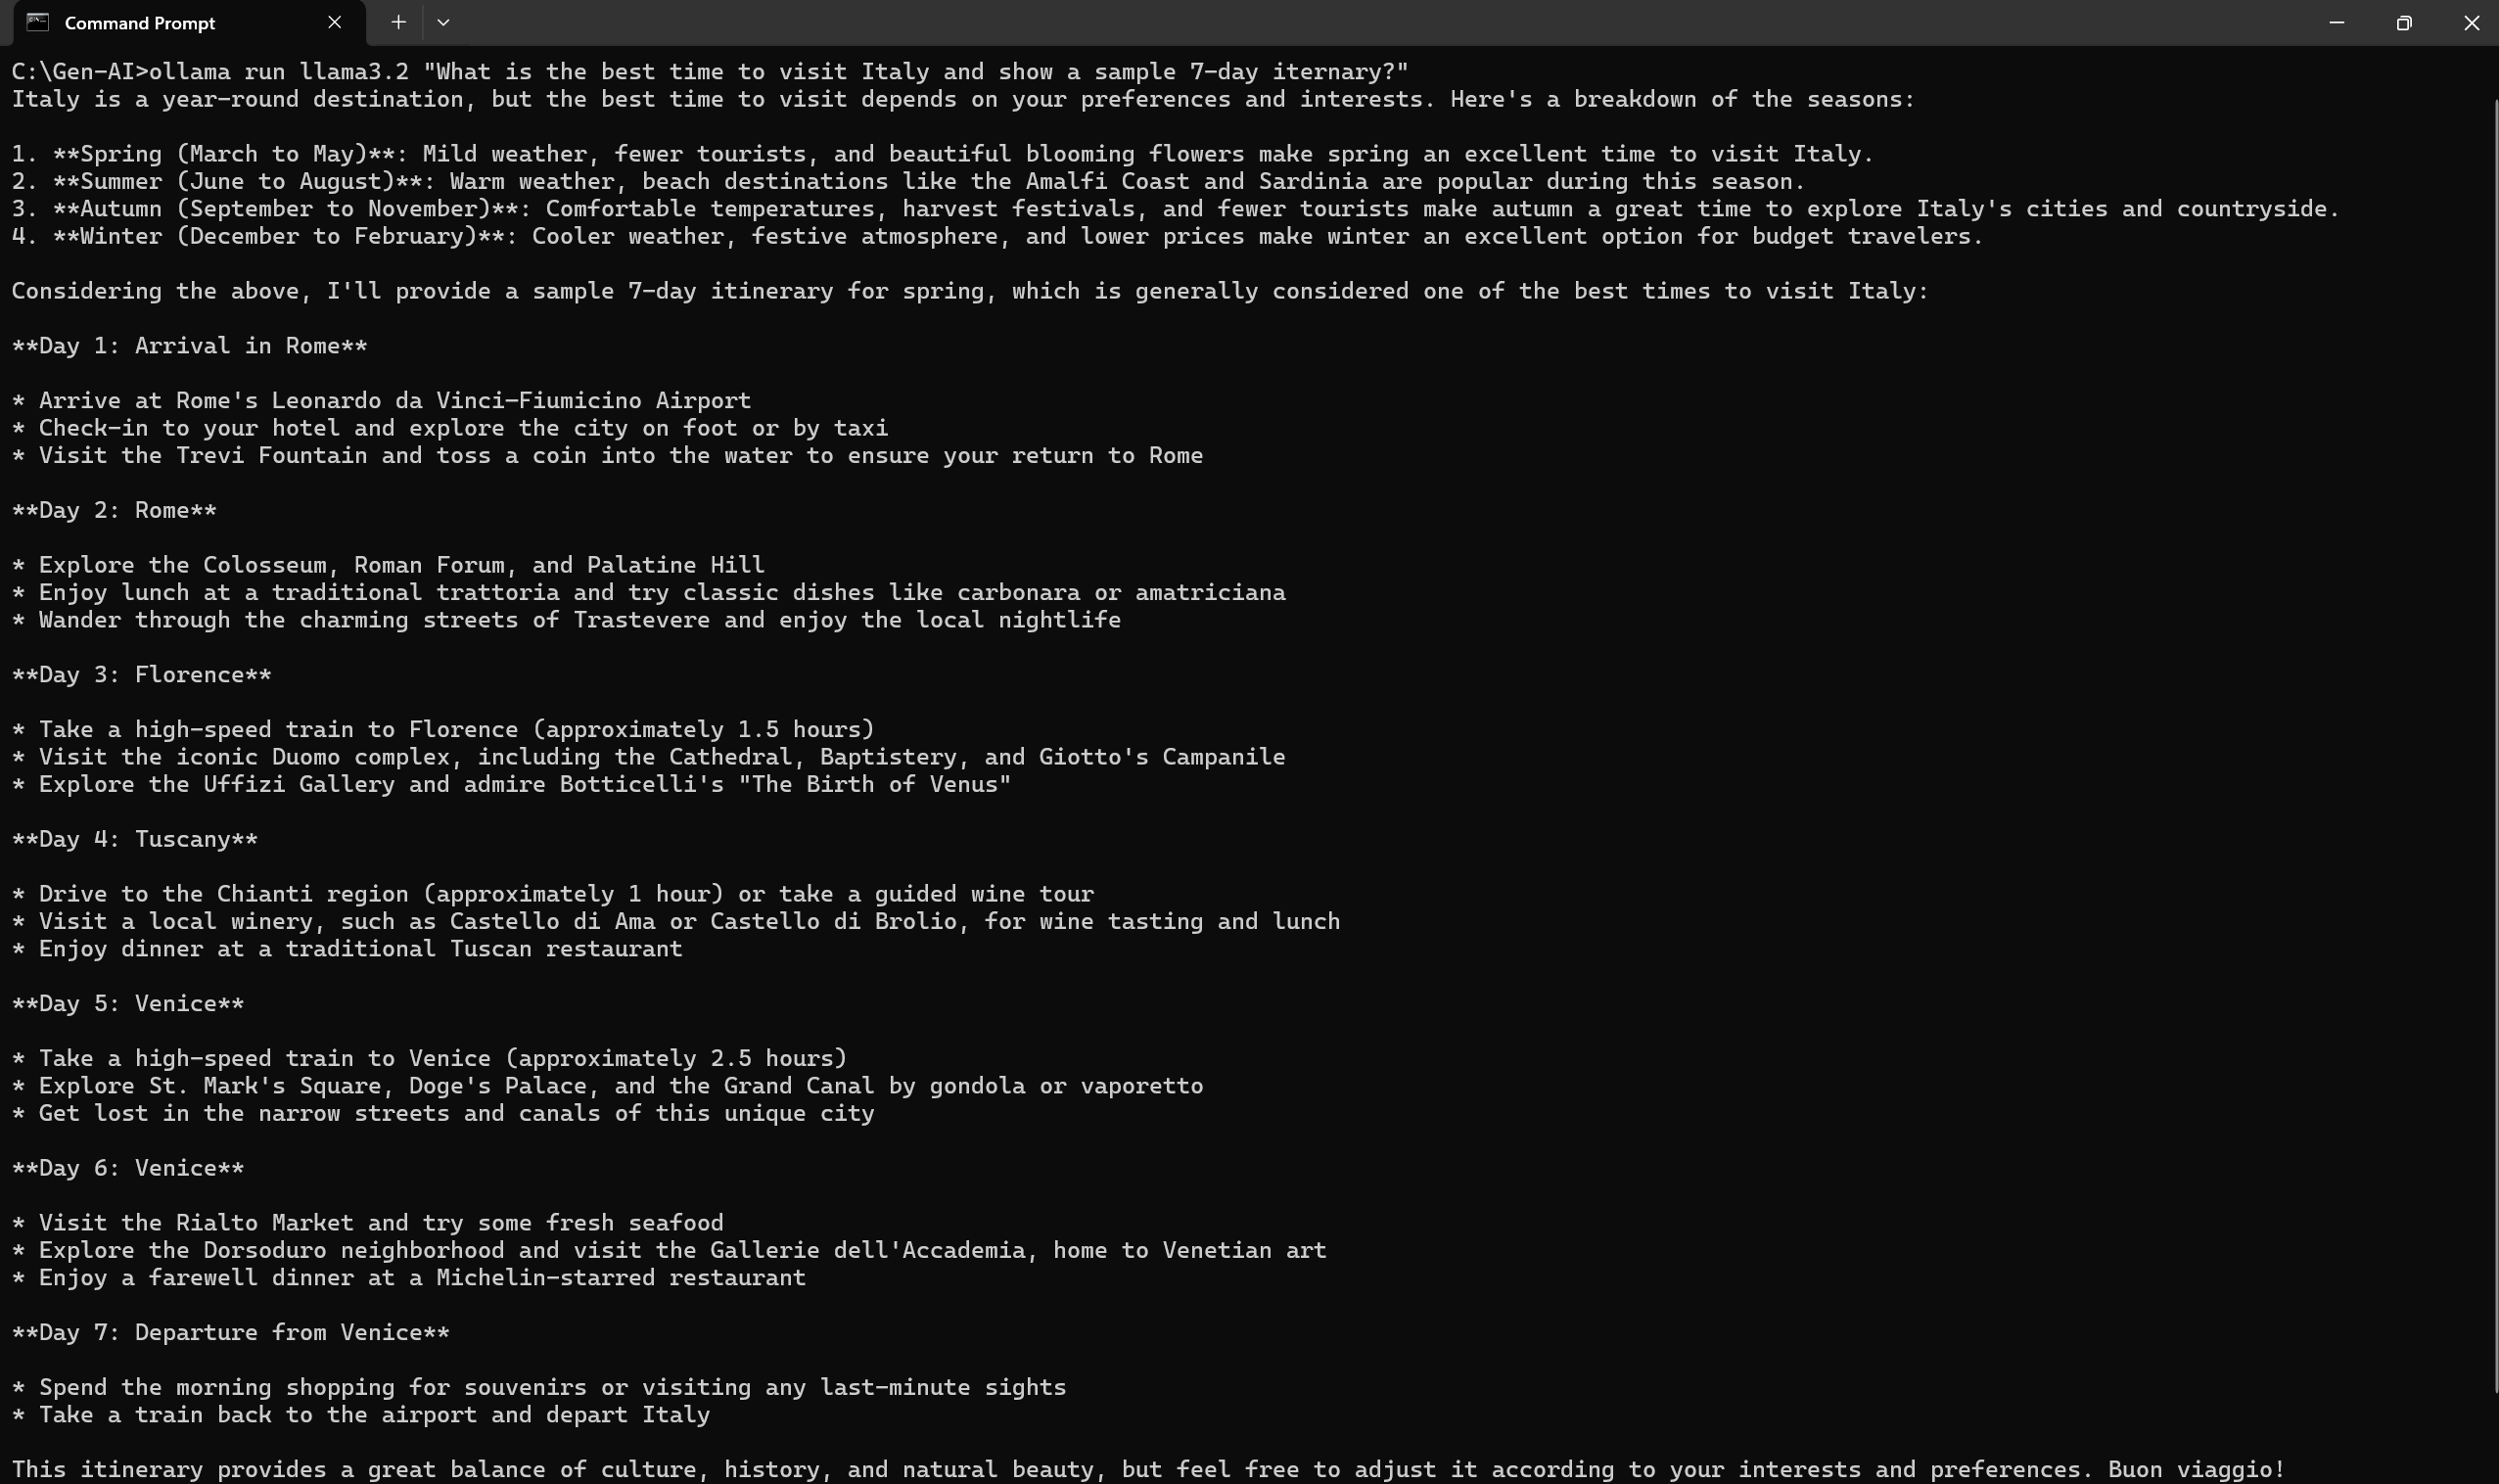 Command Prompt
C:\Gen-AI>ollama run llama3.2 "What is the best time to visit Italy and show a sample 7-day iternary?"
Italy is a year-round destination, but the best time to visit depends on your preferences and interests. Here's a breakdown of the seasons:
1. **Spring (March to May)**: Mild weather, fewer tourists, and beautiful blooming flowers make spring an excellent time to visit Italy.
2. **Summer (June to August)**: Warm weather, beach destinations like the Amalfi Coast and Sardinia are popular during this season.
3. **Autumn (September to November)**: Comfortable temperatures, harvest festivals, and fewer tourists make autumn a great time to explore Italy's cities and countryside.
4. **Winter (December to February)**: Cooler weather, festive atmosphere, and lower prices make winter an excellent option for budget travelers.
Considering the above, I'll provide a sample 7-day itinerary for spring, which is generally considered one of the best times to visit Italy:
**Day 1: Arrival in Rome**
* Arrive at Rome's Leonardo da Vinci-Fiumicino Airport
* Check-in to your hotel and explore the city on foot or by taxi
* Visit the Trevi Fountain and toss a coin into the water to ensure your return to Rome
**Day 2: Rome**
* Explore the Colosseum, Roman Forum, and Palatine Hill
* Enjoy lunch at a traditional trattoria and try classic dishes like carbonara or amatriciana
* Wander through the charming streets of Trastevere and enjoy the local nightlife
**Day 3: Florence**
* Take a high-speed train to Florence (approximately 1.5 hours)
* Visit the iconic Duomo complex, including the Cathedral, Baptistery, and Giotto's Campanile
* Explore the Uffizi Gallery and admire Botticelli's "The Birth of Venus"
**Day 4: Tuscany**
* Drive to the Chianti region (approximately 1 hour) or take a guided wine tour
* Visit a local winery, such as Castello di Ama or Castello di Brolio, for wine tasting and lunch
* Enjoy dinner at a traditional Tuscan restaurant
**Day 5: Venice**
* Take a high-speed train to Venice (approximately 2.5 hours)
* Explore St. Mark's Square, Doge's Palace, and the Grand Canal by gondola or vaporetto
* Get lost in the narrow streets and canals of this unique city
**Day 6: Venice**
* Visit the Rialto Market and try some fresh seafood
* Explore the Dorsoduro neighborhood and visit the Gallerie dell'Accademia, home to Venetian art
* Enjoy a farewell dinner at a Michelin-starred restaurant
**Day 7: Departure from Venice**
* Spend the morning shopping for souvenirs or visiting any last-minute sights
* Take a train back to the airport and depart Italy
This itinerary provides a great balance of culture, history, and natural beauty, but feel free to adjust it according to your interests and preferences. Buon viaggio!